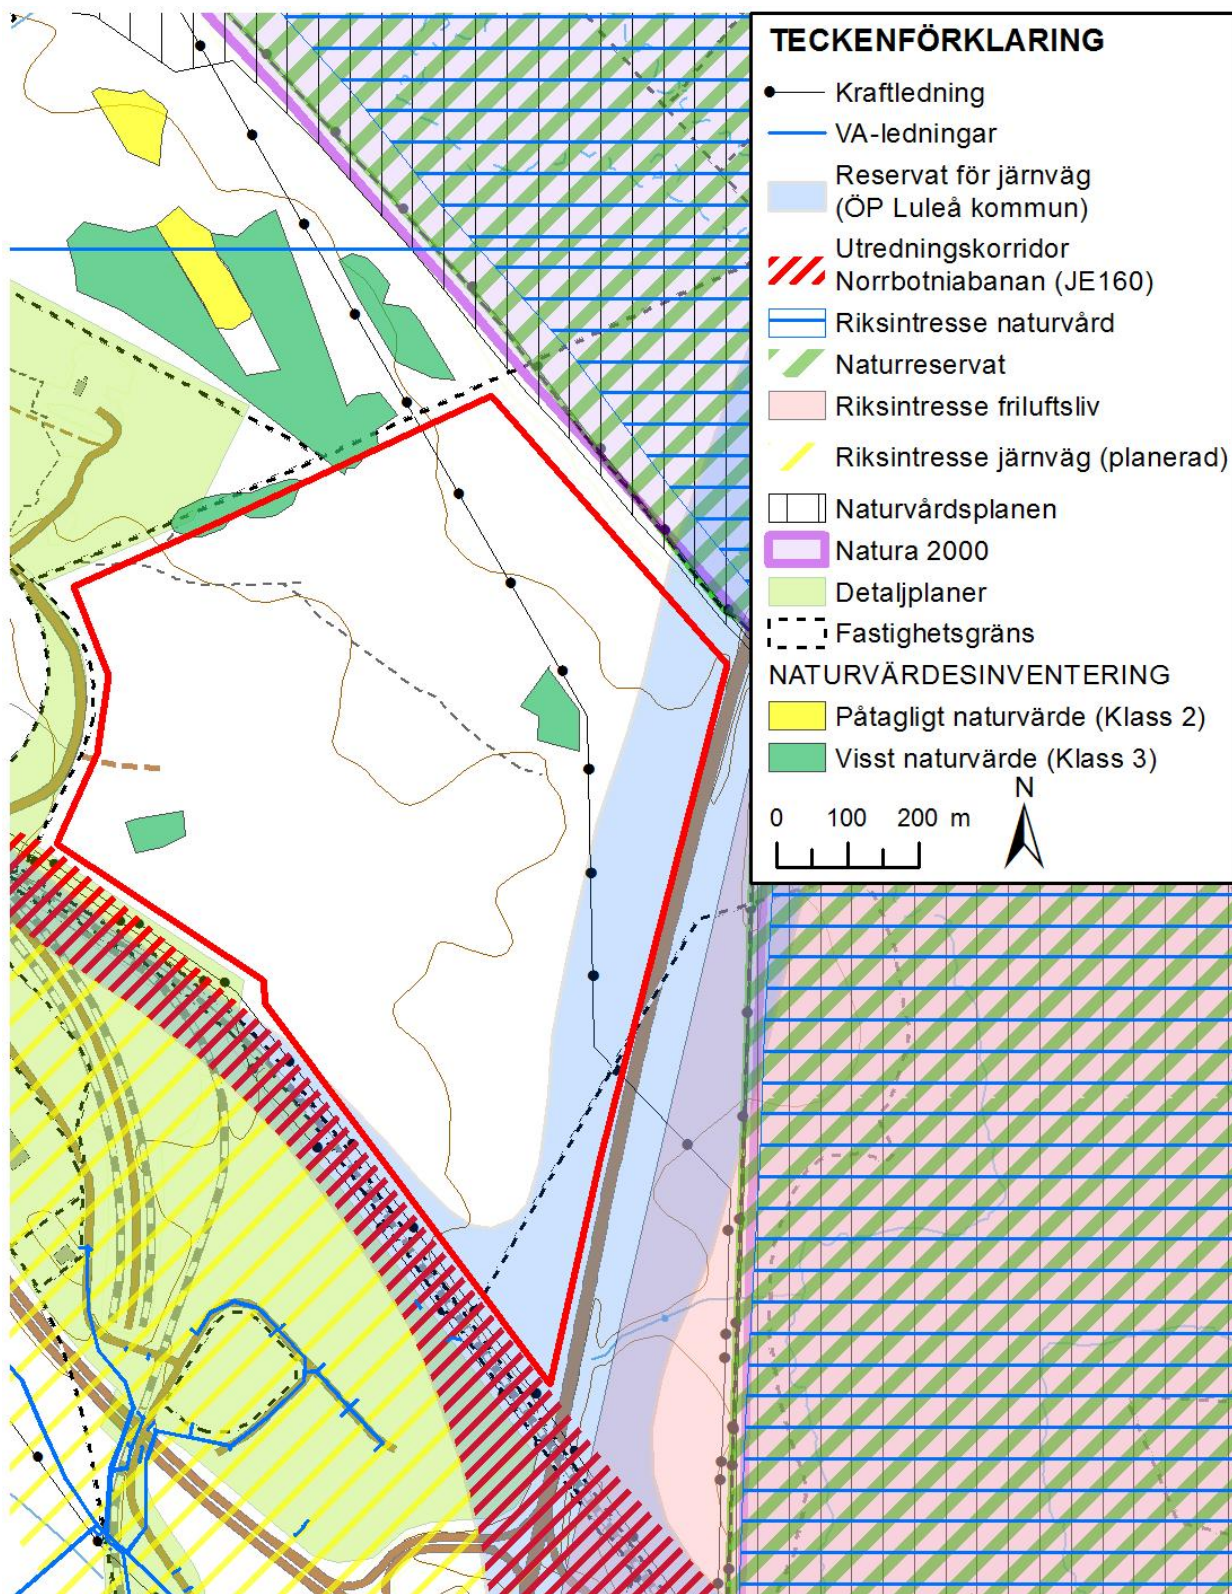 TECKENFÖRKLARING
Kraftledning
VA-ledningar
Reservat för järnväg
(ÖP Luleå kommun)
Utredningskorridor
Norrbotniabanan (JE160)
Riksintresse naturvård
Naturreservat
Riksintresse friluftsliv
Riksintresse järnväg (planerad)
Naturvårdsplanen
Natura 2000
Detaljplaner
Fastighetsgräns
NATURVÄRDESINVENTERING
Påtagligt naturvärde (Klass 2)
Visst naturvärde (Klass 3)
N
0 100 200 m